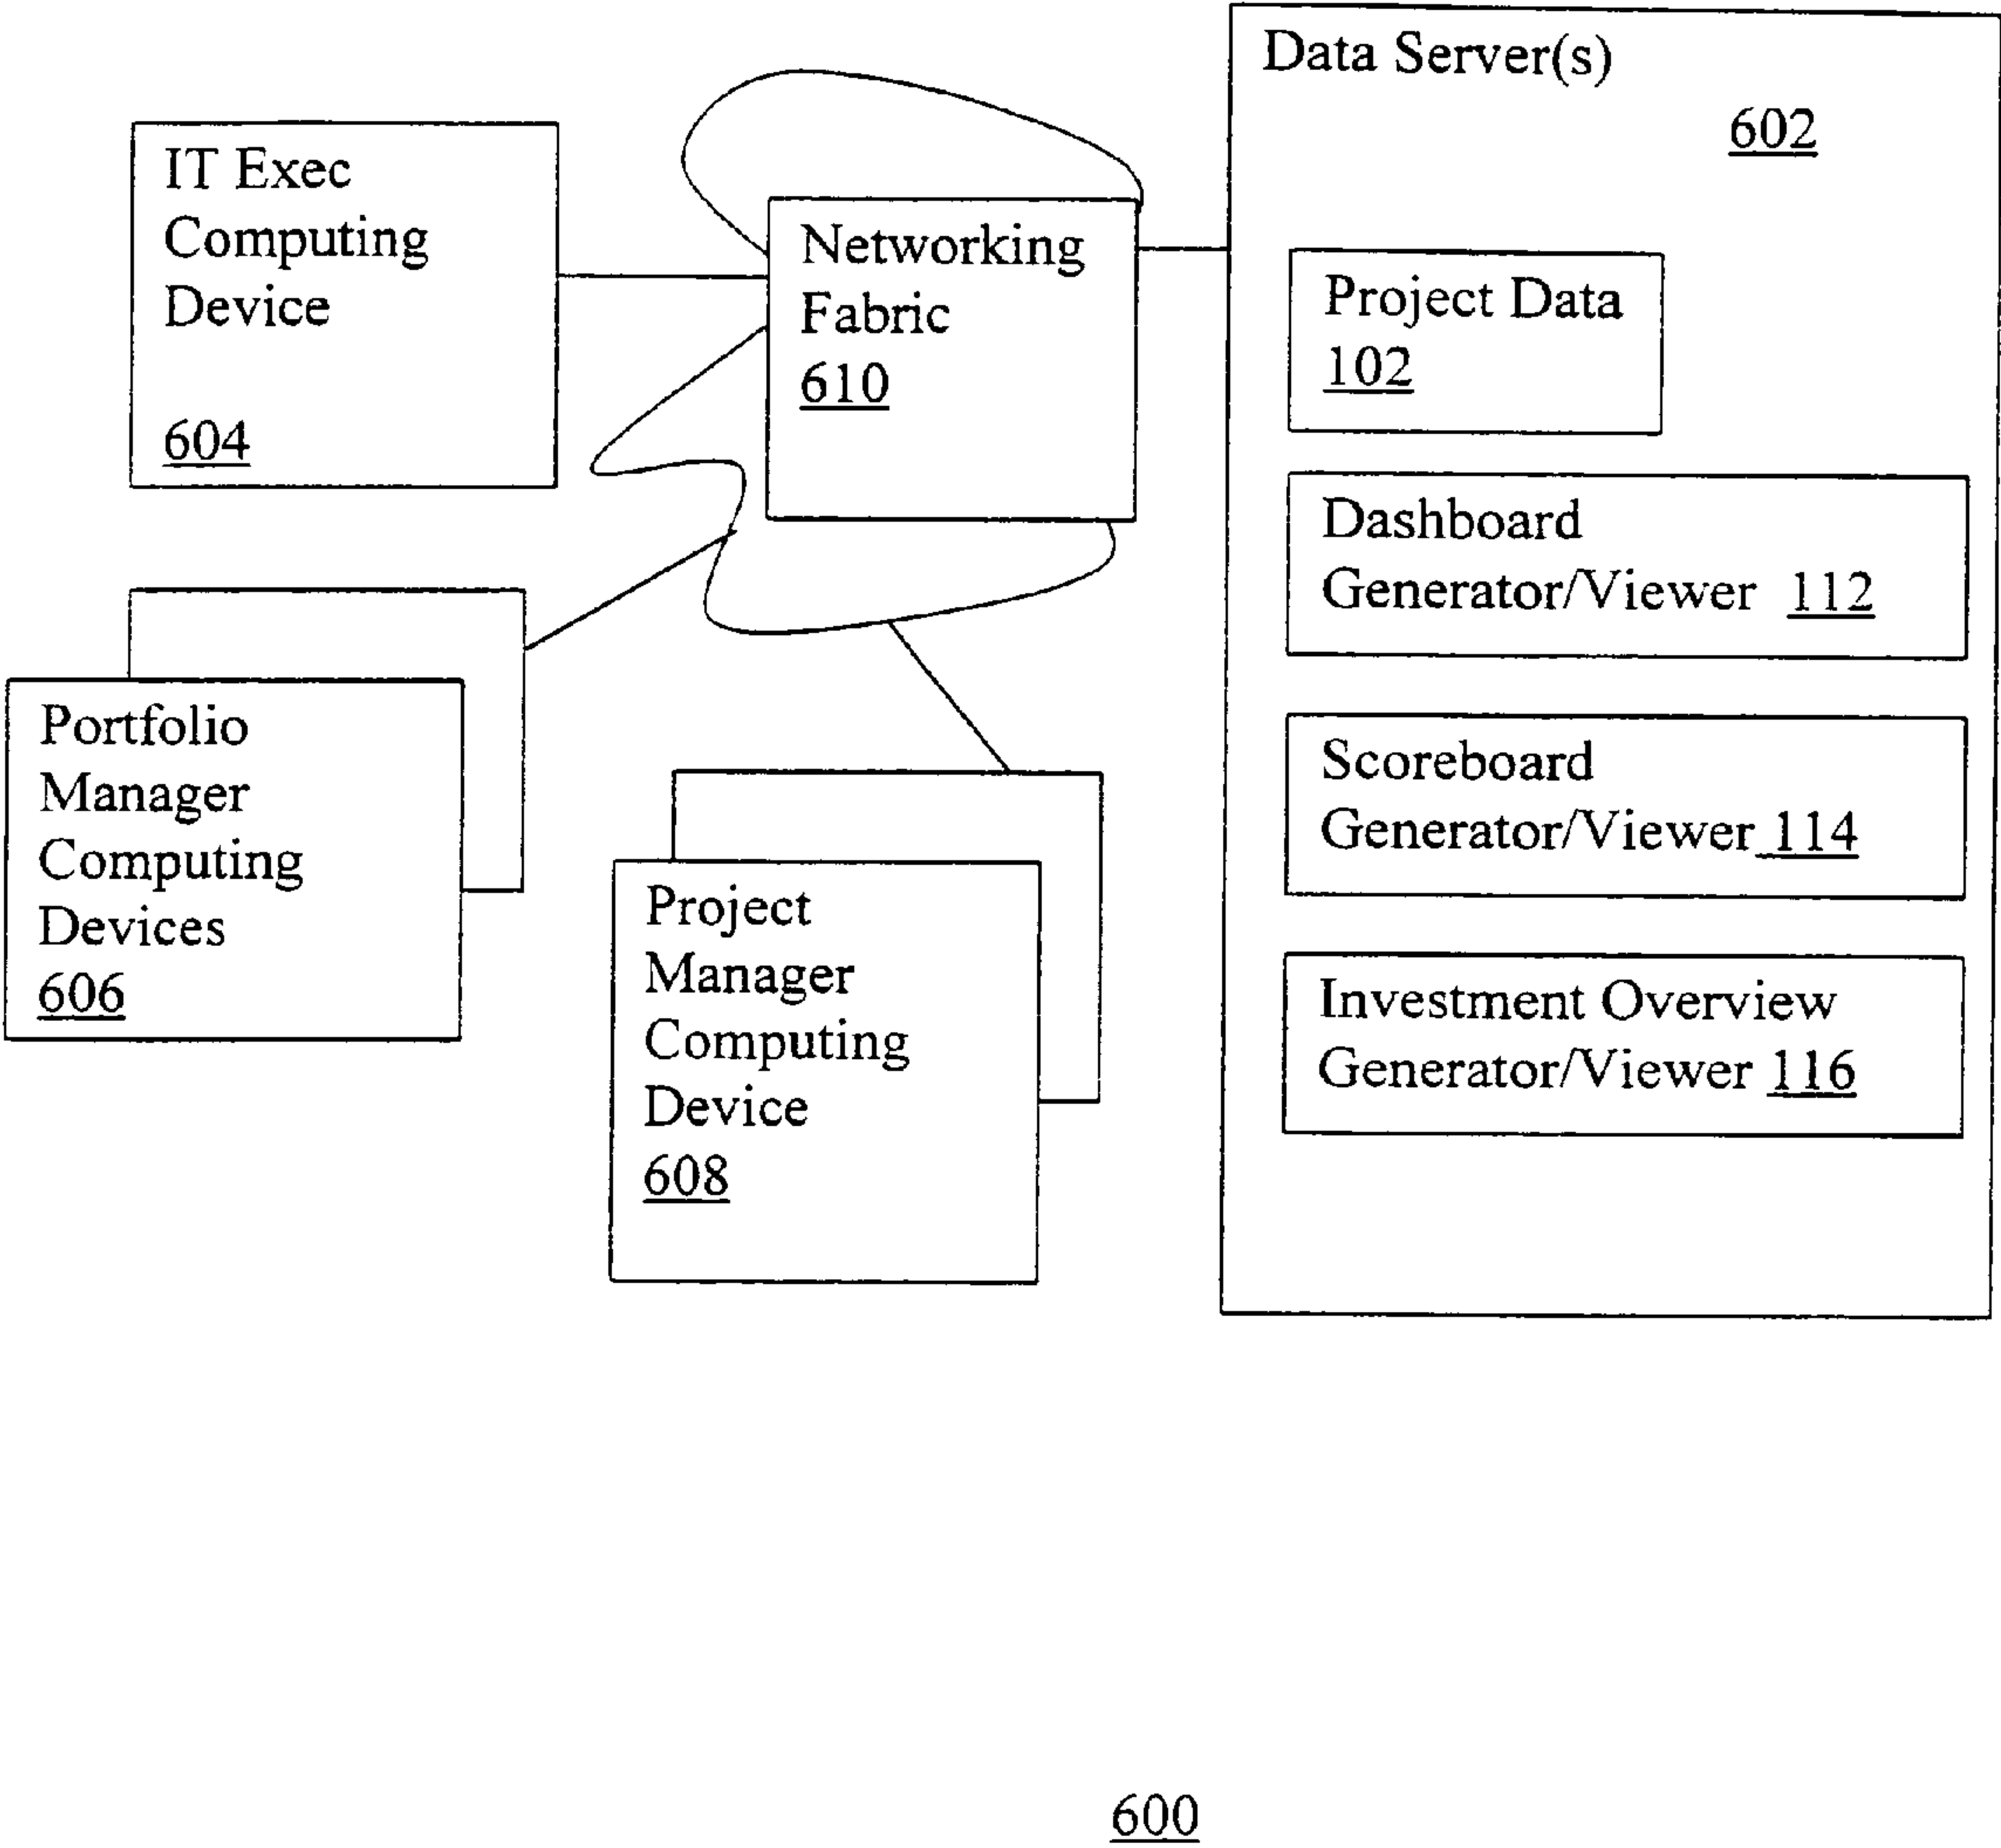 Data Server(s)
602
IT Exec
Computing
Device
604
Networking
Fabric
610
Project Data
102
Dashboard
Generator/Viewer 112
Scoreboard
Generator/Viewer 114
Investment Overview
Generator/Viewer 116
Portfolio
Manager
Computing
Devices
606
Project
Manager
Computing
Device
608
600